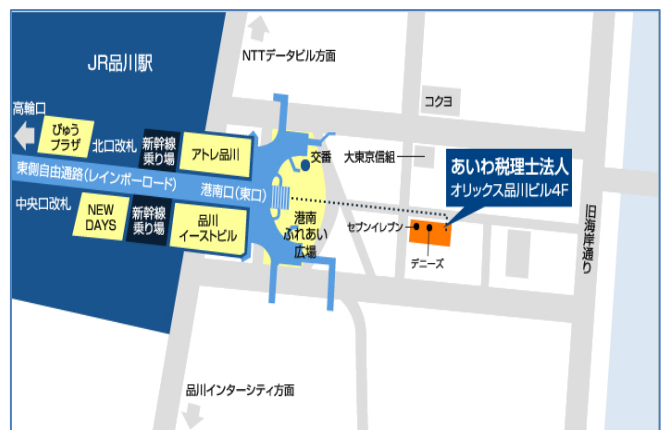 NTTデータビル方面
JR品川駅
コクヨ
高輪口
びゅう
プラザ
北口改札
新幹線
乗り場
アトレ品川
交番
大東京信組
あいわ税理士法人
オリックス品川ビル4F
東側自由通路(レインボーロード)
港南口(東口)
中央口改札
NEW
DAYS
新幹線
乗り場
品川
イーストビル
港南
ふれあい
広場
セブンイレブン
デニーズ
旧海岸通り
品川インターシティ方面